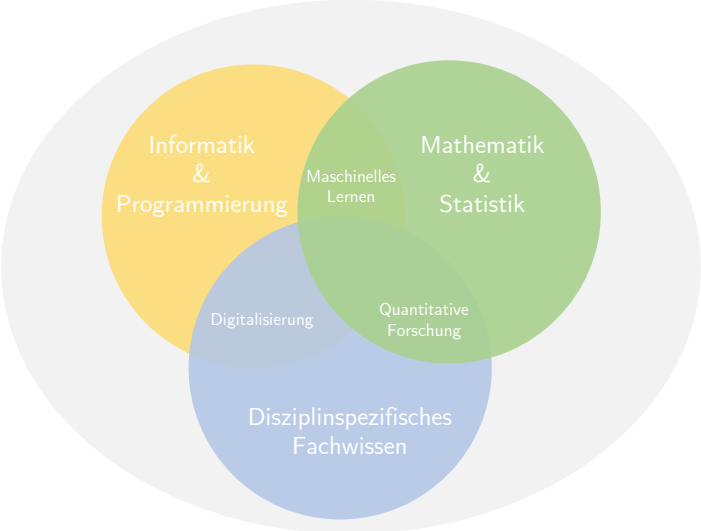 Informatik
&
Programmierung
Mathematik
&
Statistik
Maschinelles
Lernen
Digitalisierung
Quantitative
Forschung
Disziplinspezifisches
Fachwissen